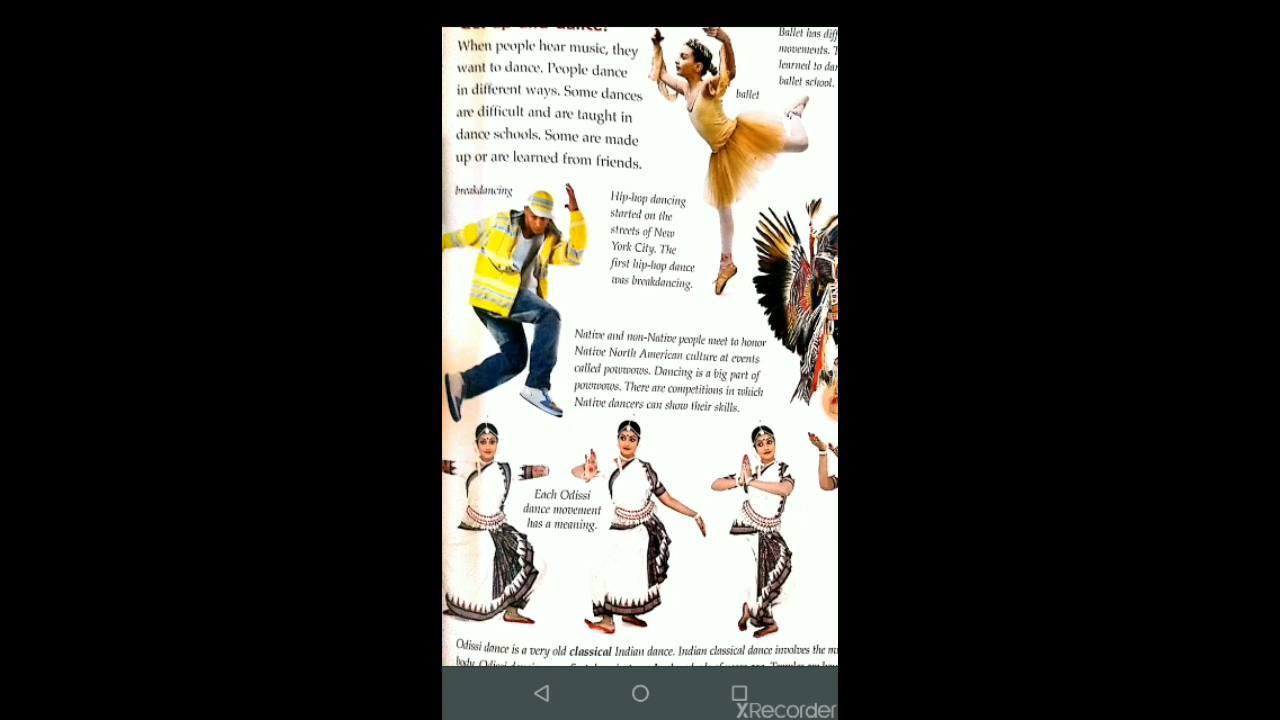 Get up and dance!
When people hear music, they
want to dance. People dance
in different ways. Some dances
are difficult and are taught in
dance schools. Some are made
up or are learned from friends.
Ballet has
movements.
learned to
ballet school.
ballet
breakdancing
Hip-hop dancing
started on the
streets of New
York City. The
first hip-hop dance
was breakdancing.
Native and non-Native people meet to honor
Native North American culture at events
called powwows. Dancing is a big part of
powwows. There are competitions in which
Native dancers can show their skills.
Each Odissi
dance movement
has a meaning.
Odissi dance is a very old classical Indian dance. Indian classical dance involves the
XRecorder